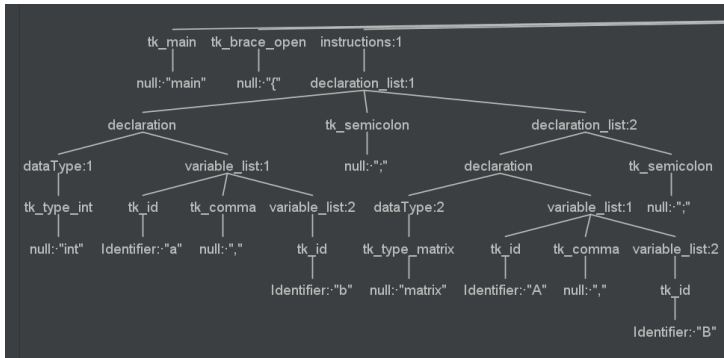 tk_main tk_brace_open instructions:1
null:·"main" null:·"{" declaration_list:1
declaration tk_semicolon declaration_list:2
dataType:1 variable_list:1 null:·";" declaration tk_semicolon
tk_type_int tk_id tk_comma variable_list:2 dataType:2 variable_list:1 null:·";"
null:·"int" Identifier:·"a" null:·"," tk_id tk_type_matrix tk_id tk_comma variable_list:2
Identifier:·"b" null:·"matrix" Identifier:·"A" null:·"," tk_id
Identifier:·"B"